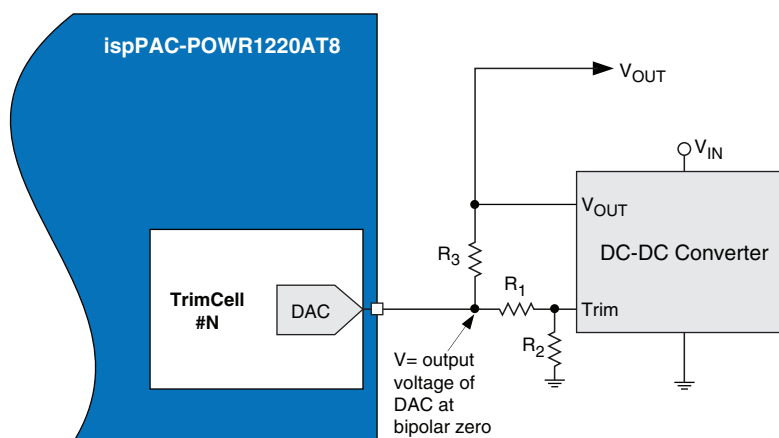 ispPAC-POWR1220AT8
VOUT
VIN
VOUT
DC-DC Converter
R3
R1
TrimCell
#N
DAC
Trim
R2
V= output
voltage of
DAC at
bipolar zero